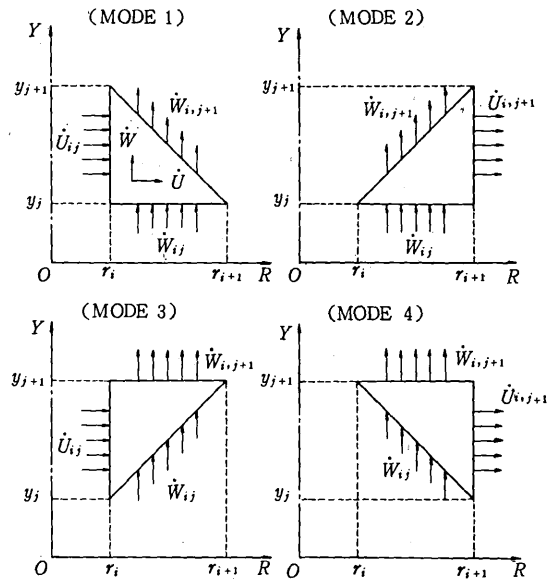 (MODE 1)
Y
y_{j+1}
Ẇ_{i,j+1}
U̇_{ij}
Ẇ
U̇
y_j
Ẇ_{ij}
O
r_i
r_{i+1}
R
(MODE 2)
Y
y_{j+1}
U̇_{i,j+1}
Ẇ_{i,j+1}
y_j
Ẇ_{ij}
O
r_i
r_{i+1}
R
(MODE 3)
Y
Ẇ_{i,j+1}
y_{j+1}
U̇_{ij}
Ẇ_{ij}
y_j
O
r_i
r_{i+1}
R
(MODE 4)
Y
Ẇ_{i,j+1}
y_{j+1}
U̇_{i,j+1}
Ẇ_{ij}
y_j
O
r_i
r_{i+1}
R